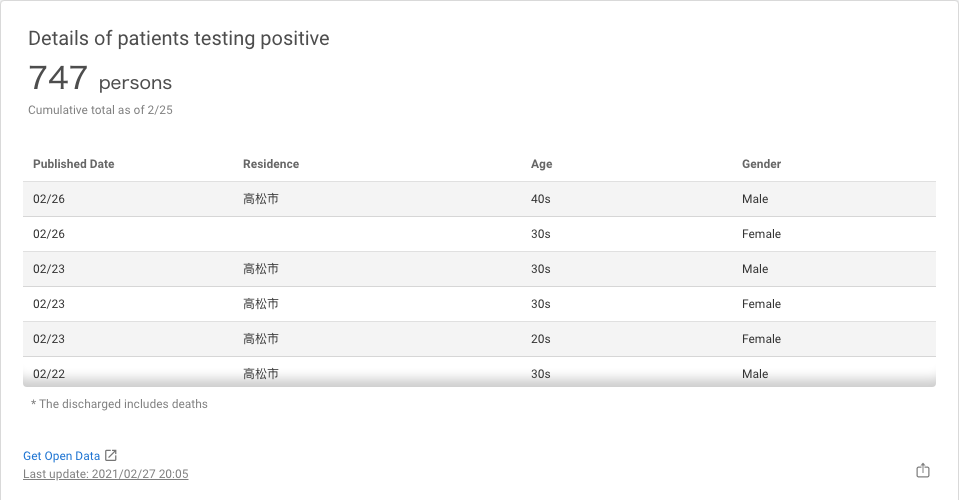 Details of patients testing positive
747 persons
Cumulative total as of 2/25
Published Date Residence Age Gender
02/26 高松市 40s Male
02/26 30s Female
02/23 高松市 30s Male
02/23 高松市 30s Female
02/23 高松市 20s Female
02/22 高松市 30s Male
* The discharged includes deaths
Get Open Data
Last update: 2021/02/27 20:05